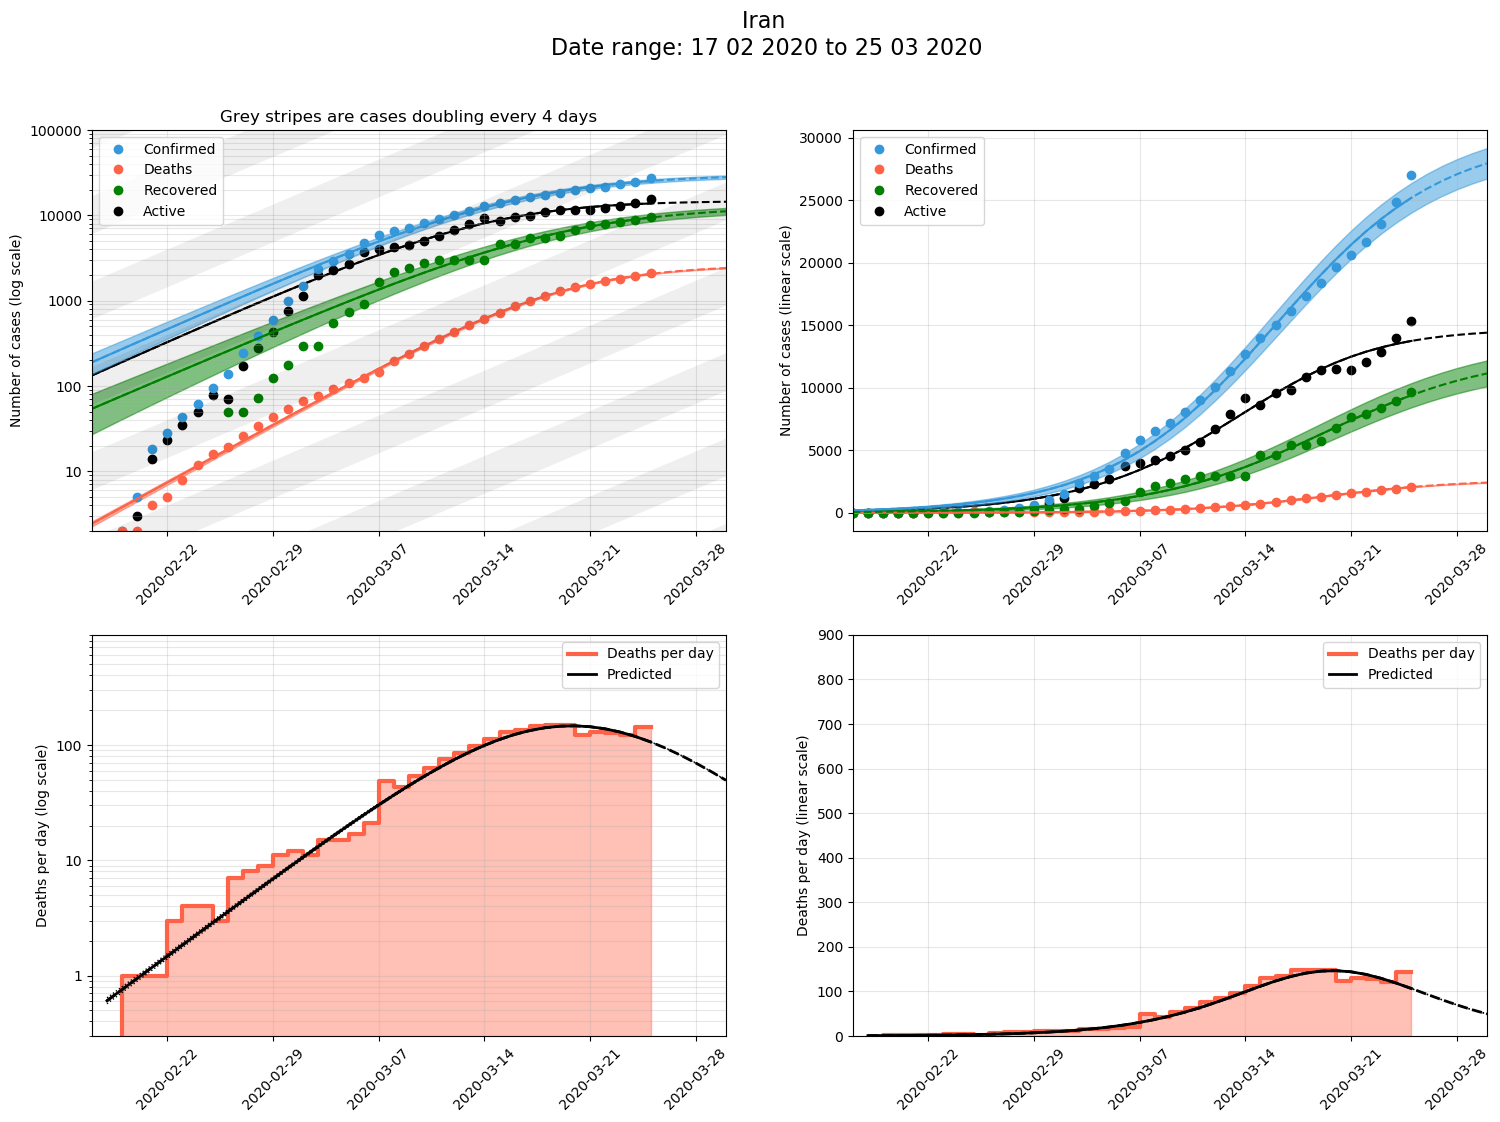 Iran
Date range: 17 02 2020 to 25 03 2020
Grey stripes are cases doubling every 4 days
Number of cases (log scale)
100000
10000
1000
100
10
Confirmed
Deaths
Recovered
Active
2020-02-22
2020-02-29
2020-03-07
2020-03-14
2020-03-21
2020-03-28
Number of cases (linear scale)
30000
25000
20000
15000
10000
5000
0
Confirmed
Deaths
Recovered
Active
2020-02-22
2020-02-29
2020-03-07
2020-03-14
2020-03-21
2020-03-28
Deaths per day (log scale)
100
10
1
Deaths per day
Predicted
2020-02-22
2020-02-29
2020-03-07
2020-03-14
2020-03-21
2020-03-28
Deaths per day (linear scale)
900
800
700
600
500
400
300
200
100
0
Deaths per day
Predicted
2020-02-22
2020-02-29
2020-03-07
2020-03-14
2020-03-21
2020-03-28